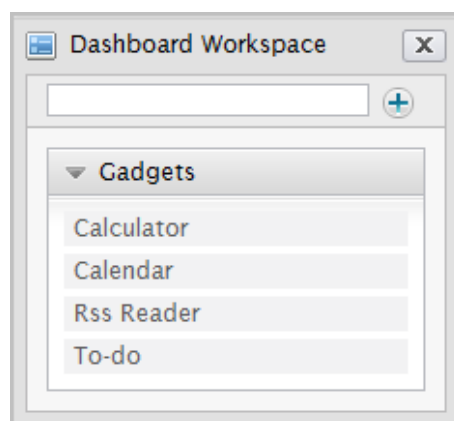 Dashboard Workspace
Gadgets
Calculator
Calendar
Rss Reader
To-do